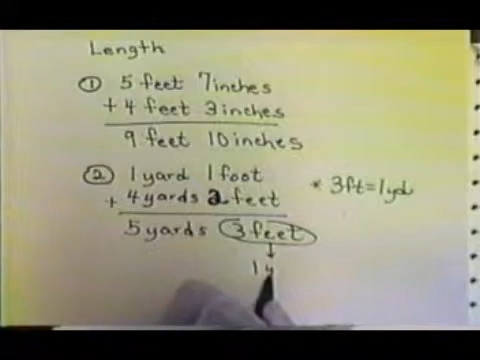 Length
① 5 feet 7 inches
+ 4 feet 3 inches
9 feet 10 inches
② 1 yard 1 foot
+ 4 yards 2 feet
* 3ft = 1yd
5 yards 3 feet
1 y